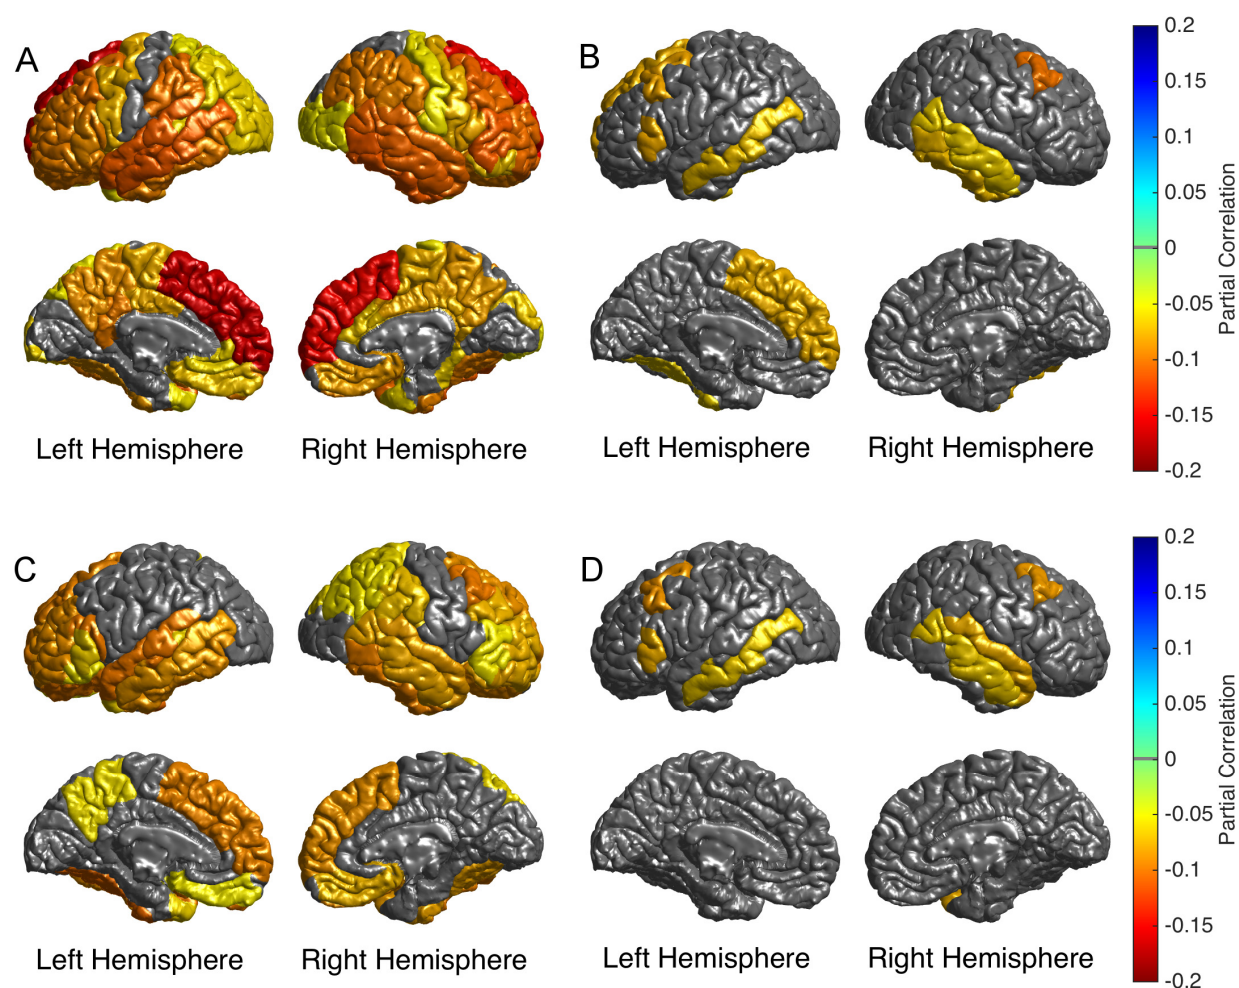 A
B
0.2
0.15
0.1
0.05
0
-0.05
-0.1
-0.15
-0.2
Partial Correlation
Left Hemisphere
Right Hemisphere
Left Hemisphere
Right Hemisphere
C
D
0.2
0.15
0.1
0.05
0
-0.05
-0.1
-0.15
-0.2
Partial Correlation
Left Hemisphere
Right Hemisphere
Left Hemisphere
Right Hemisphere